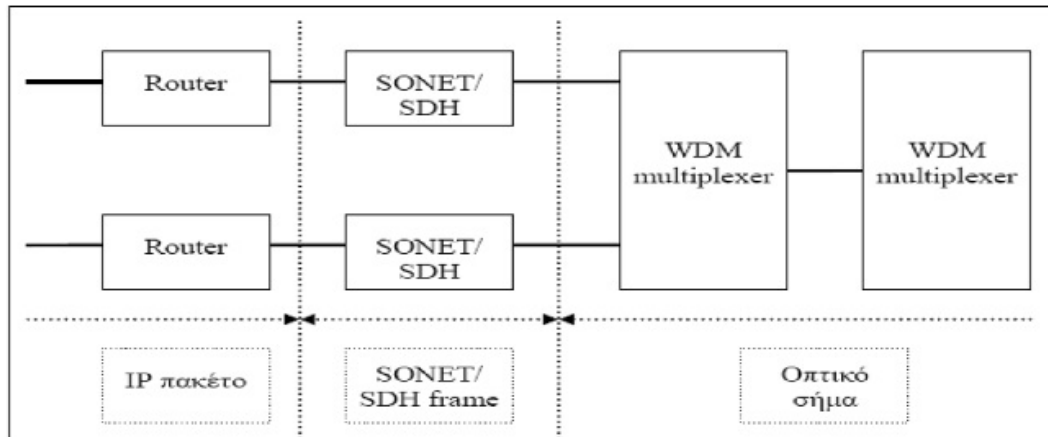 Router
SONET/
SDH
WDM
multiplexer
WDM
multiplexer
Router
SONET/
SDH
IP πακέτο
SONET/
SDH frame
Οπτικό
σήμα